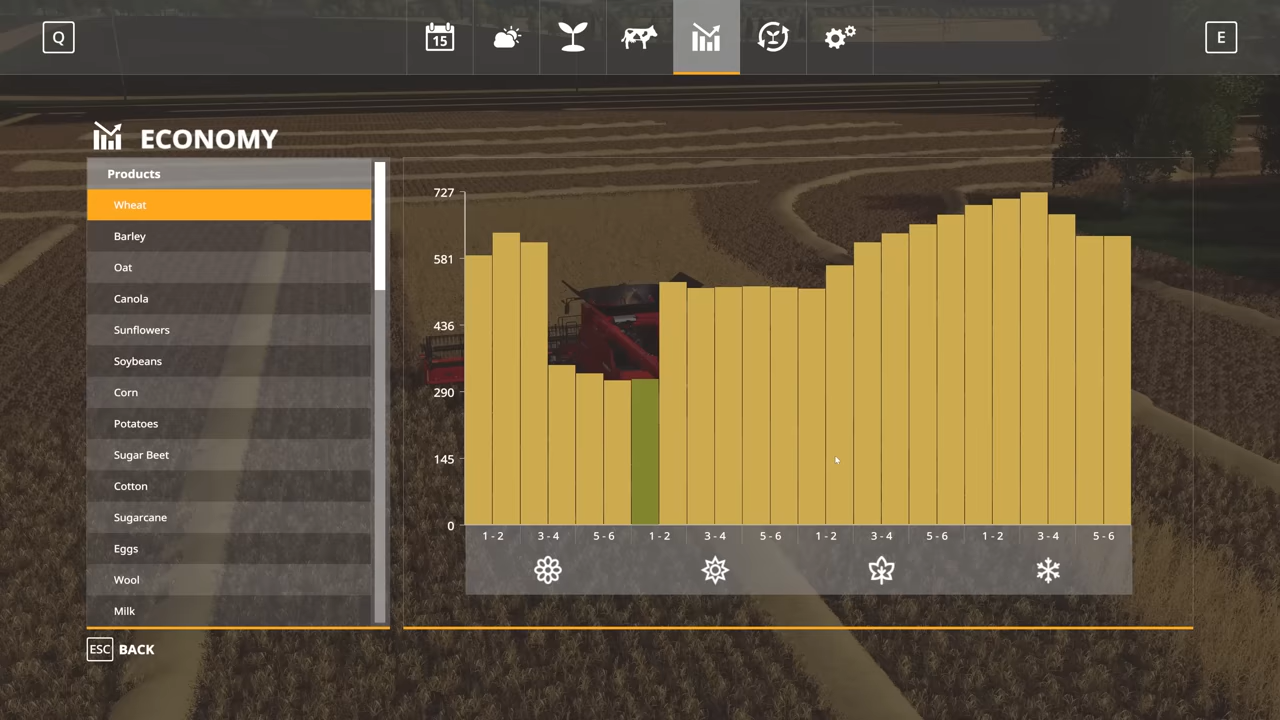 Q
15
E
ECONOMY
Products
Wheat
Barley
Oat
Canola
Sunflowers
Soybeans
Corn
Potatoes
Sugar Beet
Cotton
Sugarcane
Eggs
Wool
Milk
727
581
436
290
145
0
1 - 2 3 - 4 5 - 6 1 - 2 3 - 4 5 - 6 1 - 2 3 - 4 5 - 6 1 - 2 3 - 4 5 - 6
ESC BACK